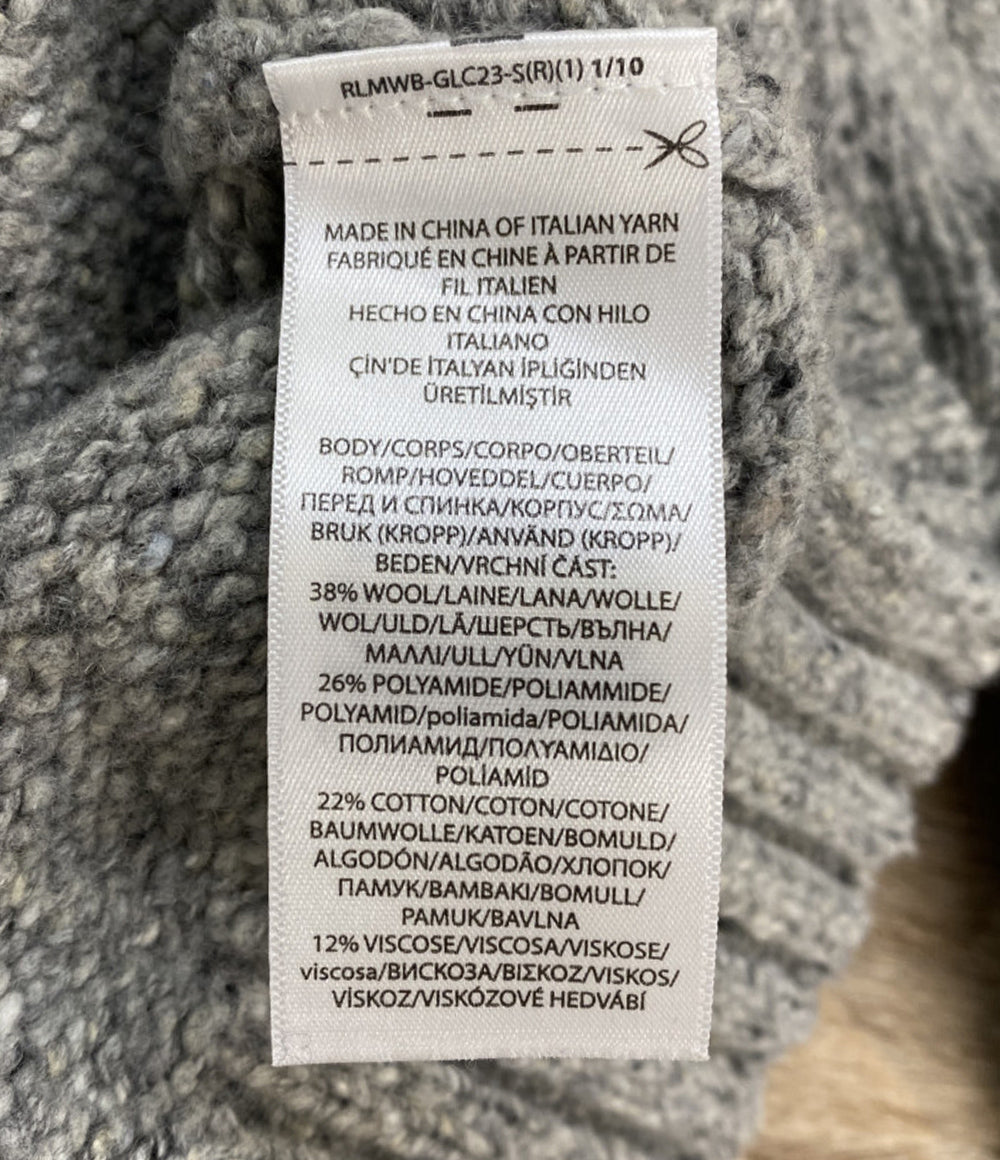 RLMWB-GLC23-S(R)(1) 1/10
MADE IN CHINA OF ITALIAN YARN
FABRIQUÉ EN CHINE À PARTIR DE
FIL ITALIEN
HECHO EN CHINA CON HILO
ITALIANO
ÇİN'DE İTALYAN İPLİĞİNDEN
ÜRETİLMİŞTİR
BODY/CORPS/CORPO/OBERTEIL/
ROMP/HOVEDDEL/CUERPO/
ПЕРЕД И СПИНКА/КОРПУС/ΣΩΜΑ/
BRUK (KROPP)/ANVÄND (KROPP)/
BEDEN/VRCHNÍ ČÁST:
38% WOOL/LAINE/LANA/WOLLE/
WOL/ULD/LÃ/ШЕРСТЬ/ВЪЛНА/
ΜΑΛΛΙ/ULL/YÜN/VLNA
26% POLYAMIDE/POLIAMMIDE/
POLYAMID/poliamida/POLIAMIDA/
ПОЛИАМИД/ΠΟΛΥΑΜΙΔΙΟ/
POLİAMİD
22% COTTON/COTON/COTONE/
BAUMWOLLE/KATOEN/BOMULD/
ALGODÓN/ALGODÃO/ХЛОПОК/
ПАМУК/ΒΑΜΒΑΚΙ/BOMULL/
PAMUK/BAVLNA
12% VISCOSE/VISCOSA/VISKOSE/
viscosa/ВИСКОЗА/ΒΙΣΚΟΖ/VISKOS/
VİSKOZ/VISKÓZOVÉ HEDVÁBÍ